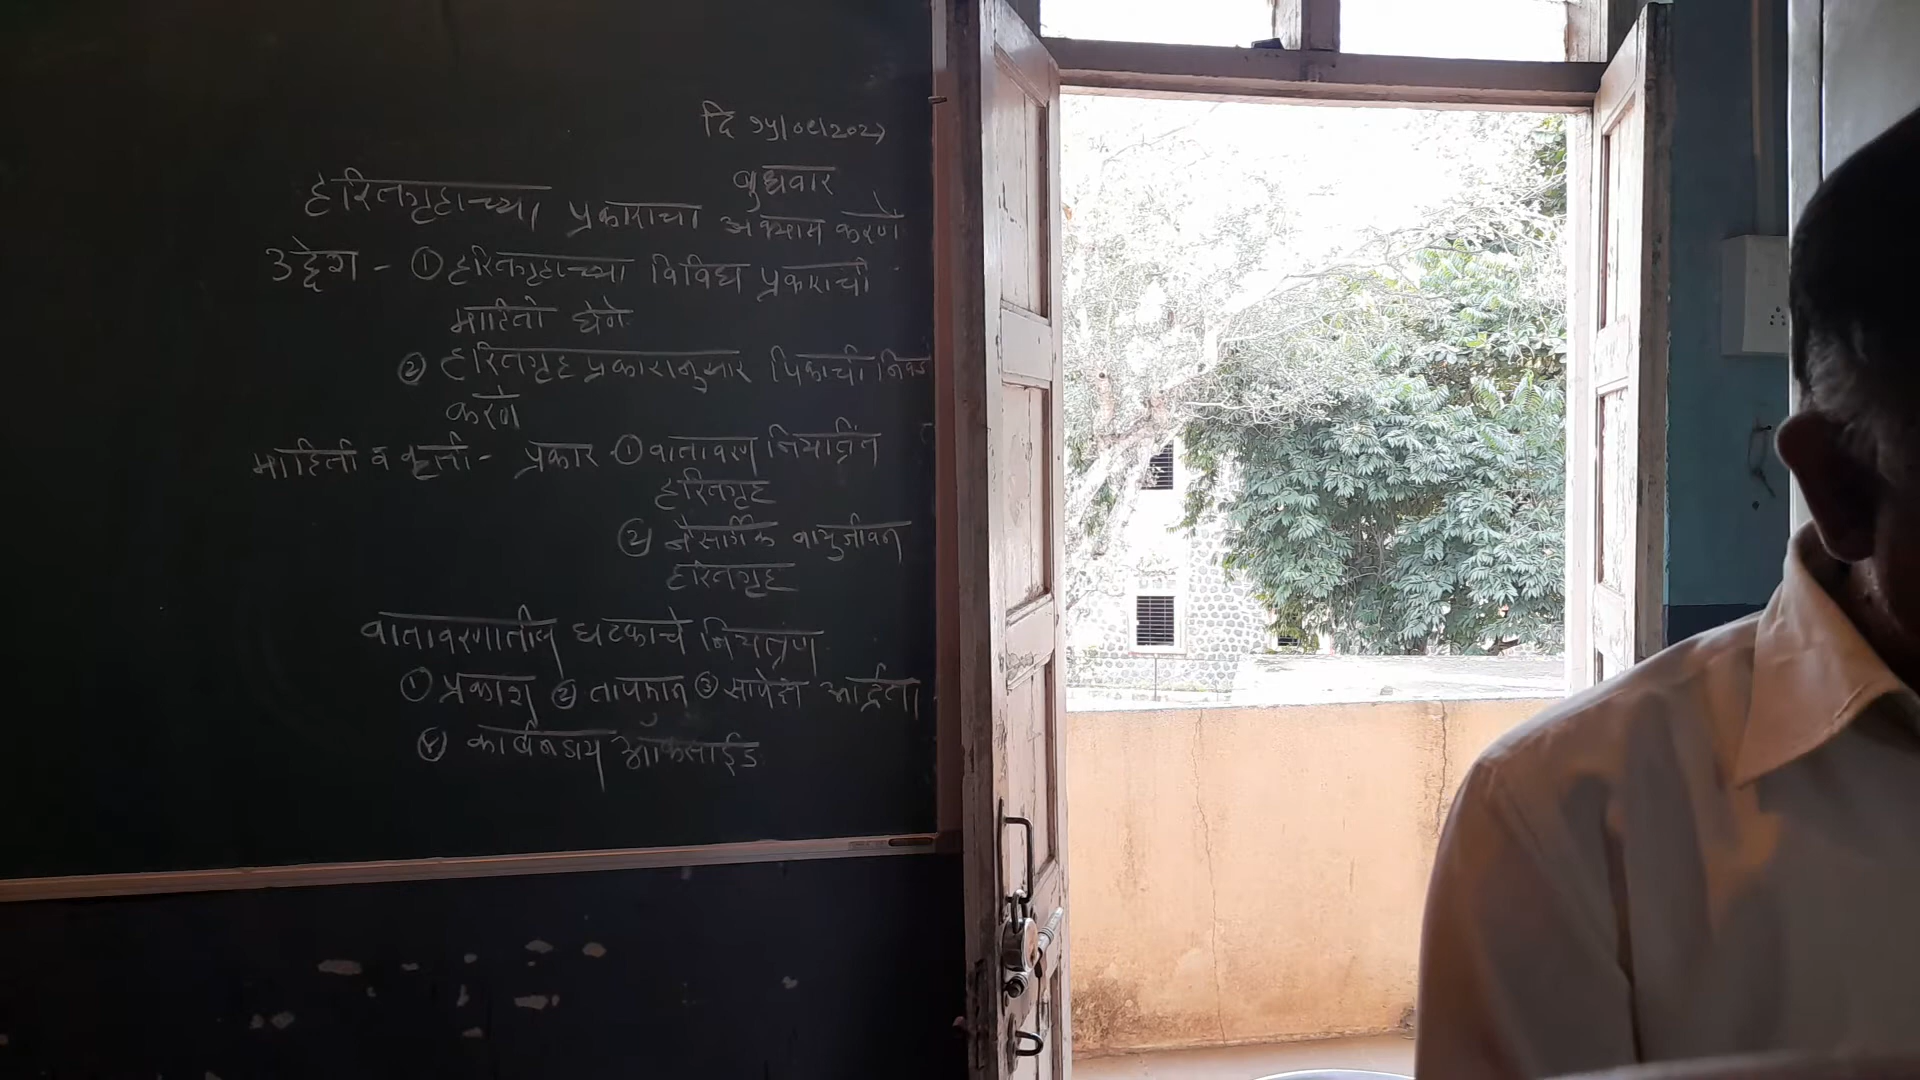 दि १५/०९/२०२१
बुधवार
हरितगृहाच्या प्रकाराचा अभ्यास करणे
उद्देश - ① हरितगृहाच्या विविध प्रकाराची
माहिती घेणे
② हरितगृह प्रकारानुसार पिकाची निवड
करणे
माहिती व कृती - प्रकार ① वातावरण नियंत्रित
हरितगृह
② नैसर्गिक वायुजीवन
हरितगृह
वातावरणातील घटकाचे नियंत्रण
① प्रकाश ② तापमान ③ सापेक्ष आर्द्रता
④ कार्बनडाय ऑक्साईड